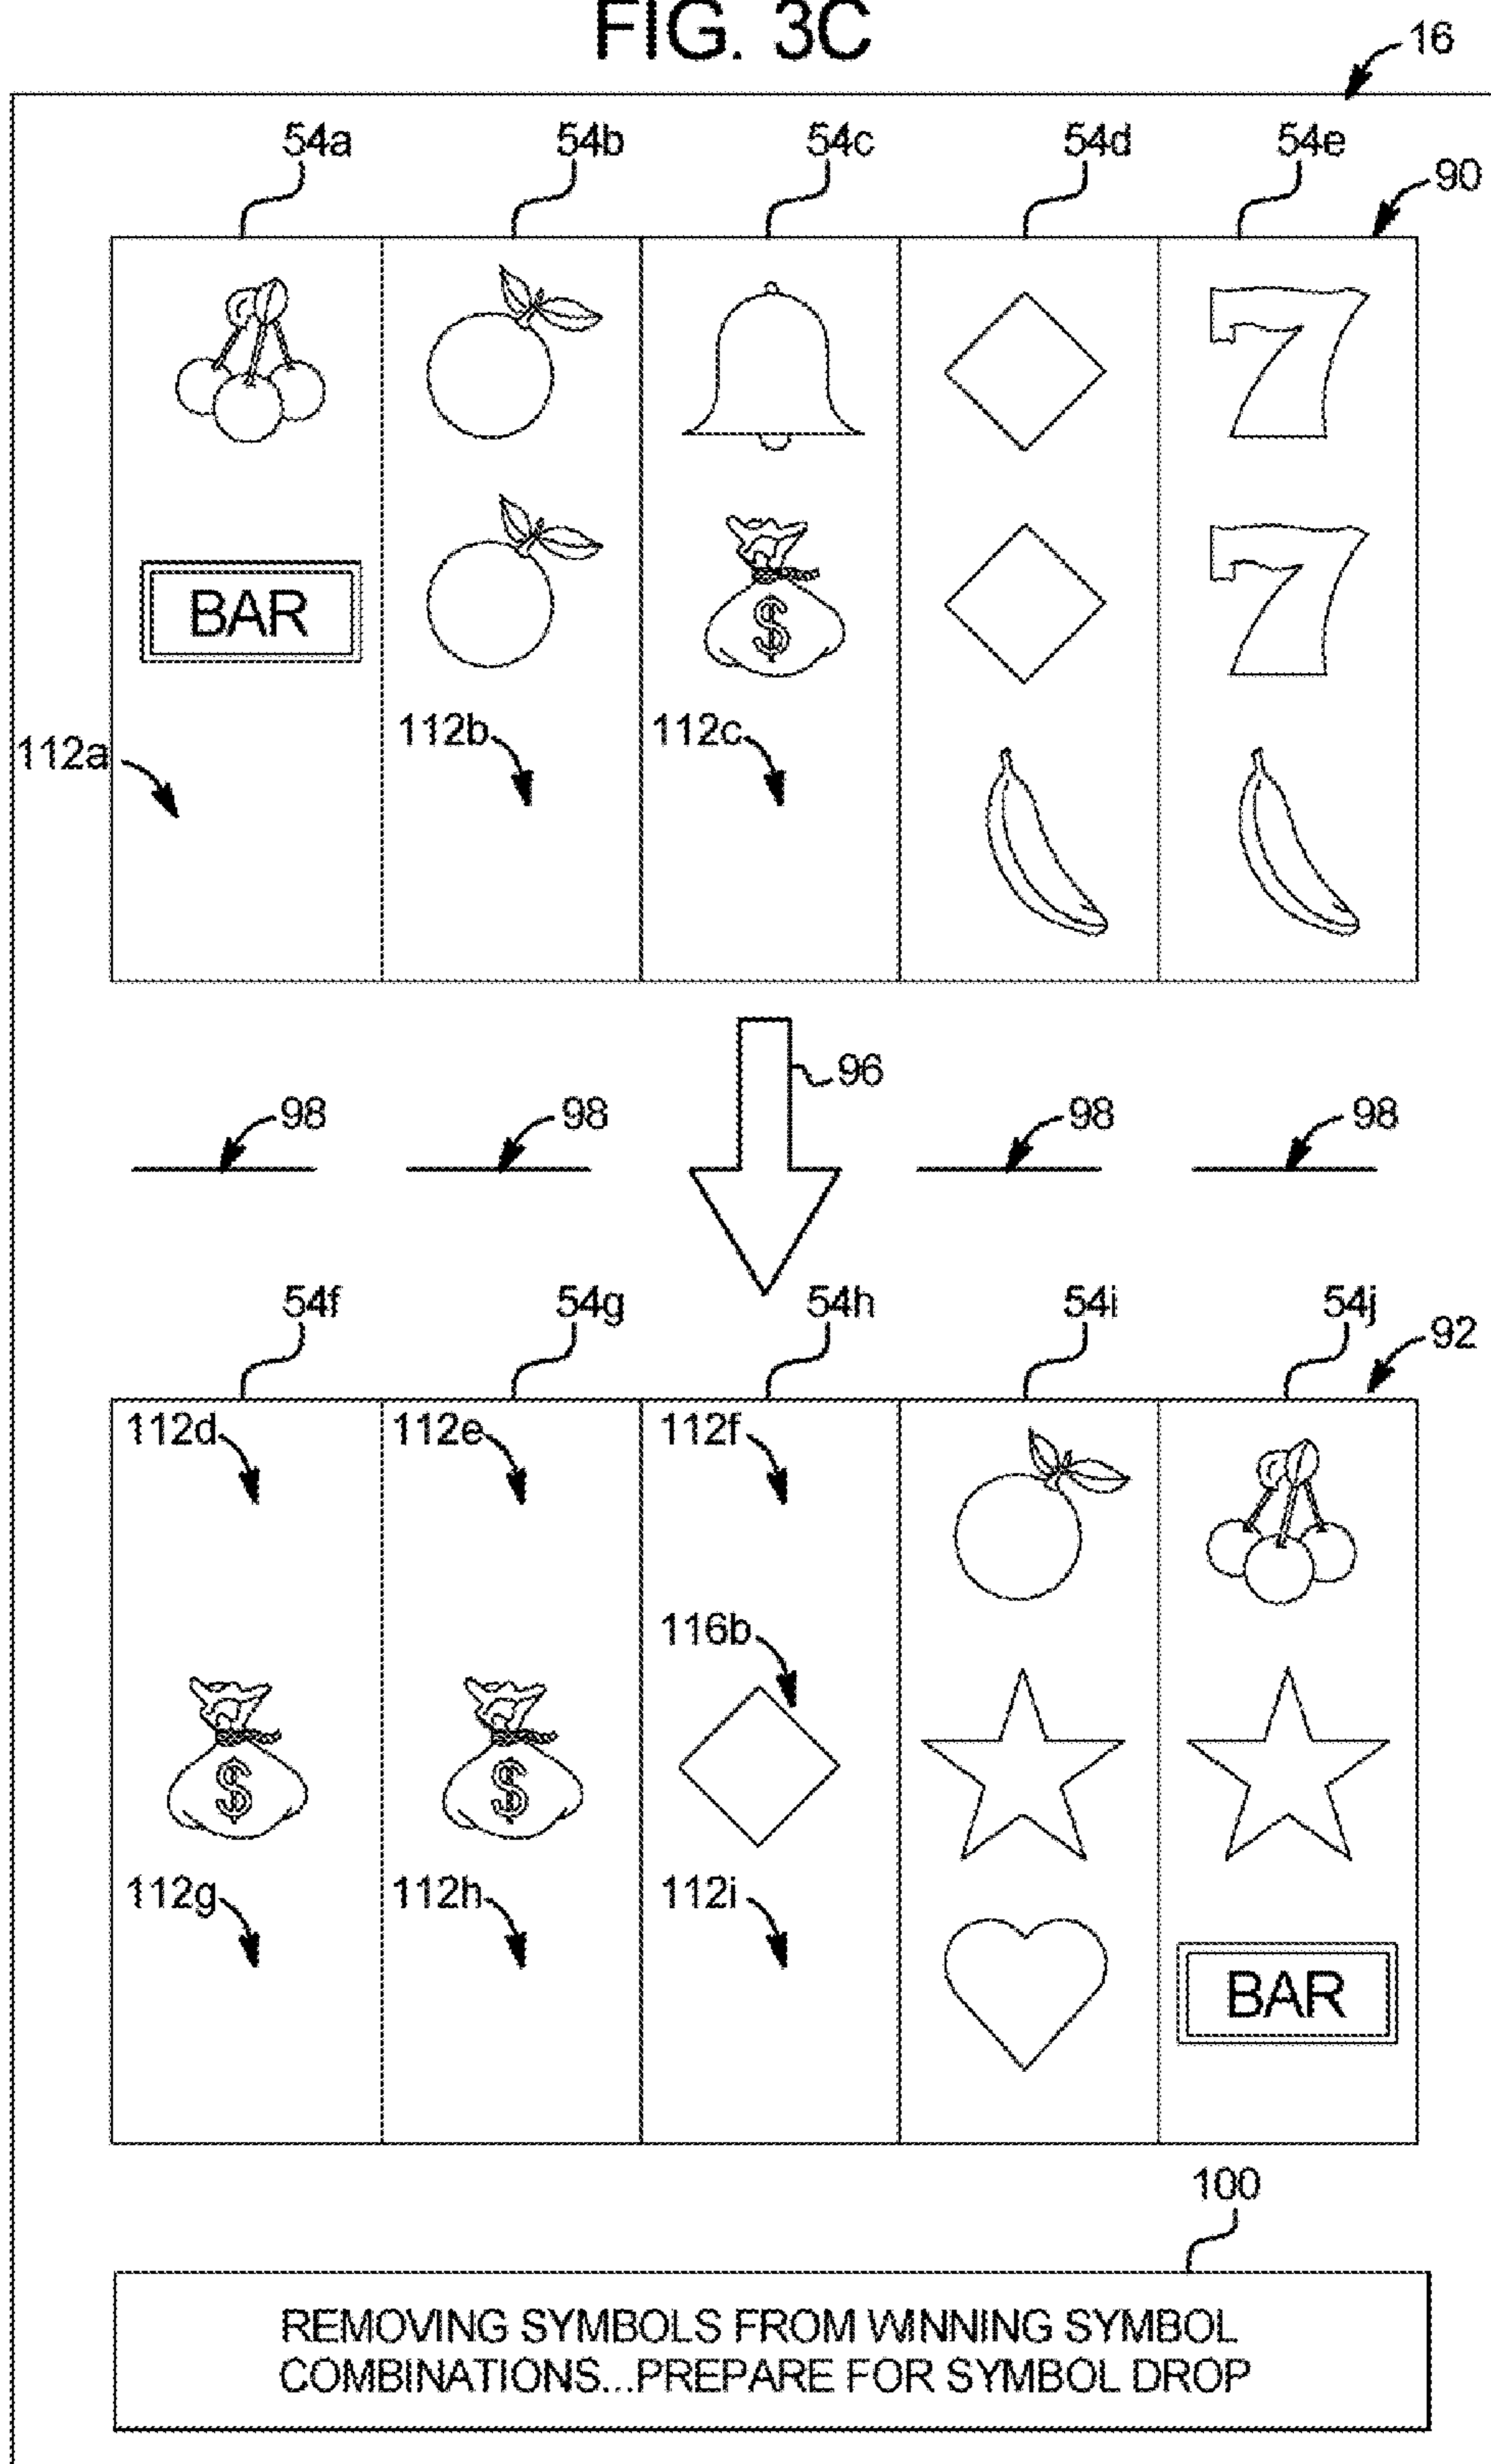 FIG. 3C
16
54a 54b 54c 54d 54e
90
7 7
BAR $
112a 112b 112c
96
98 98 98 98
54f 54g 54h 54i 54j
92
112d 112e 112f
116b
$ $
112g 112h 112i
BAR
100
REMOVING SYMBOLS FROM WINNING SYMBOL
COMBINATIONS...PREPARE FOR SYMBOL DROP